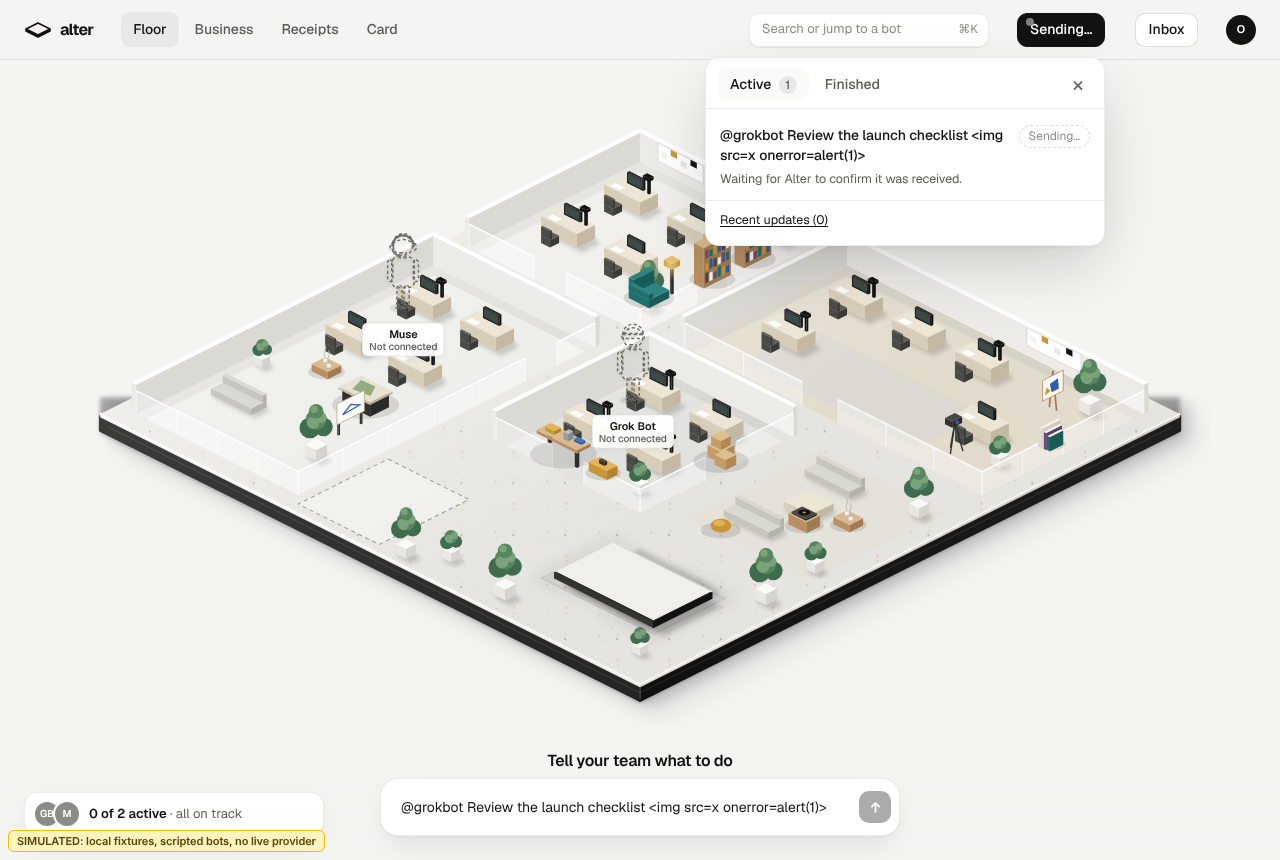 alter
Floor
Business
Receipts
Card
Search or jump to a bot
⌘K
Sending…
Inbox
O
Active 1
Finished
×
@grokbot Review the launch checklist <img
src=x onerror=alert(1)>
Sending…
Waiting for Alter to confirm it was received.
Recent updates (0)
Muse
Not connected
Grok Bot
Not connected
Tell your team what to do
@grokbot Review the launch checklist <img src=x onerror=alert(1)>
GB
M
0 of 2 active · all on track
SIMULATED: local fixtures, scripted bots, no live provider